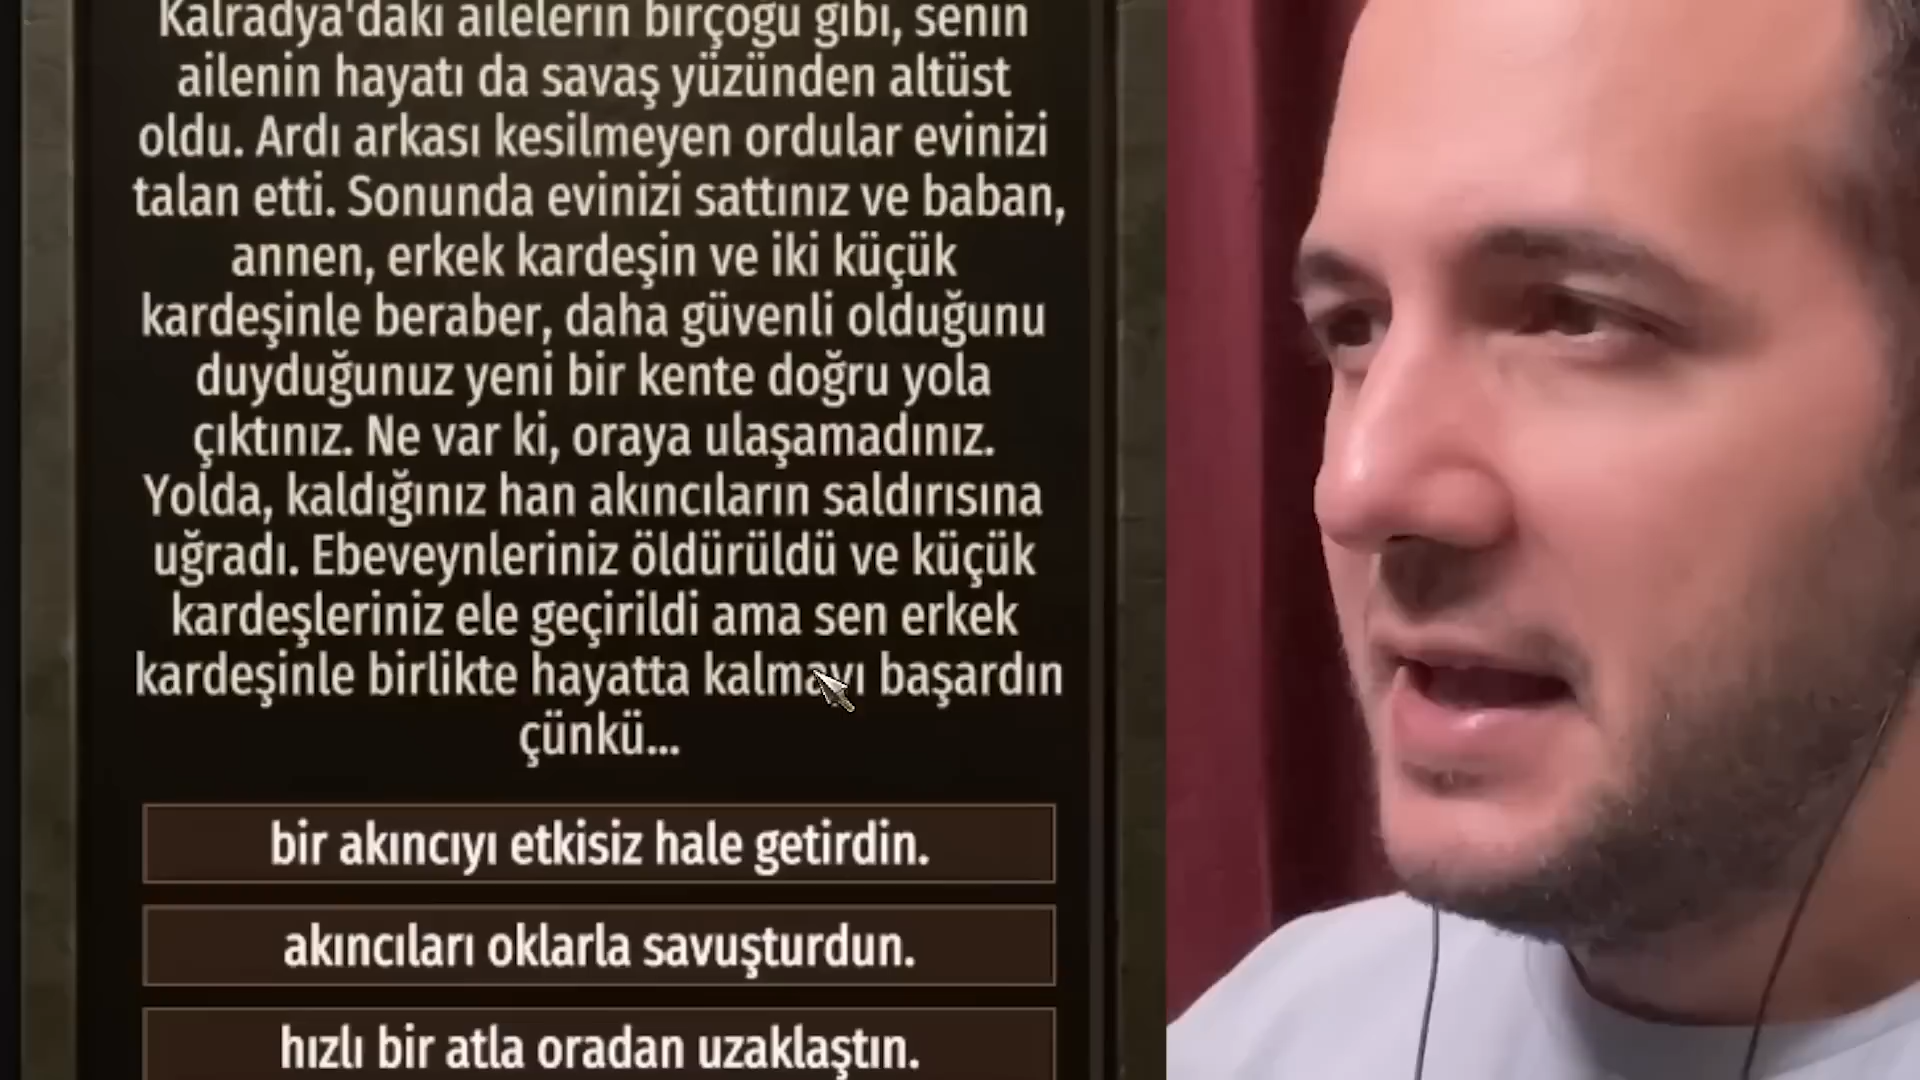 Kalradya'daki ailelerin birçoğu gibi, senin
ailenin hayatı da savaş yüzünden altüst
oldu. Ardı arkası kesilmeyen ordular evinizi
talan etti. Sonunda evinizi sattınız ve baban,
annen, erkek kardeşin ve iki küçük
kardeşinle beraber, daha güvenli olduğunu
duyduğunuz yeni bir kente doğru yola
çıktınız. Ne var ki, oraya ulaşamadınız.
Yolda, kaldığınız han akıncıların saldırısına
uğradı. Ebeveynleriniz öldürüldü ve küçük
kardeşleriniz ele geçirildi ama sen erkek
kardeşinle birlikte hayatta kalmayı başardın
çünkü...
bir akıncıyı etkisiz hale getirdin.
akıncıları oklarla savuşturdun.
hızlı bir atla oradan uzaklaştın.